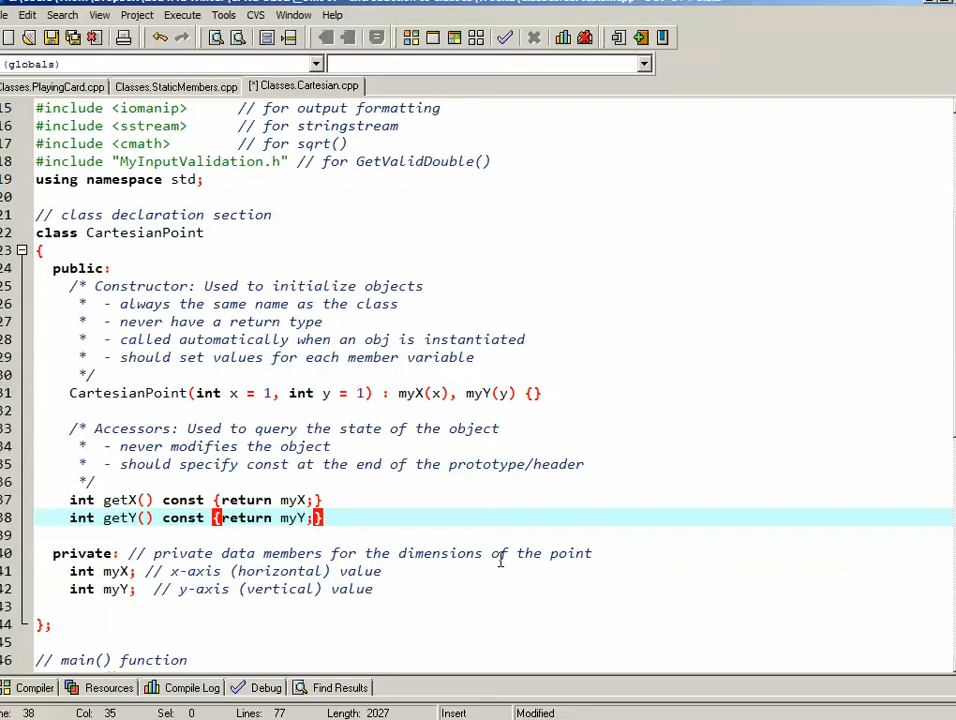 Edit Search View Project Execute Tools CVS Window Help
(globals)
Classes.PlayingCard.cpp Classes.StaticMembers.cpp [*] Classes.Cartesian.cpp
15 #include <iomanip> // for output formatting
16 #include <sstream> // for stringstream
17 #include <cmath> // for sqrt()
18 #include "MyInputValidation.h" // for GetValidDouble()
19 using namespace std;
20
21 // class declaration section
22 class CartesianPoint
23 {
24 public:
25 /* Constructor: Used to initialize objects
26 * - always the same name as the class
27 * - never have a return type
28 * - called automatically when an obj is instantiated
29 * - should set values for each member variable
30 */
31 CartesianPoint(int x = 1, int y = 1) : myX(x), myY(y) {}
32
33 /* Accessors: Used to query the state of the object
34 * - never modifies the object
35 * - should specify const at the end of the prototype/header
36 */
37 int getX() const {return myX;}
38 int getY() const {return myY;}
39
40 private: // private data members for the dimensions of the point
41 int myX; // x-axis (horizontal) value
42 int myY; // y-axis (vertical) value
43
44 };
45
46 // main() function
Compiler Resources Compile Log Debug Find Results
ne: 38 Col: 35 Sel: 0 Lines: 77 Length: 2027 Insert Modified